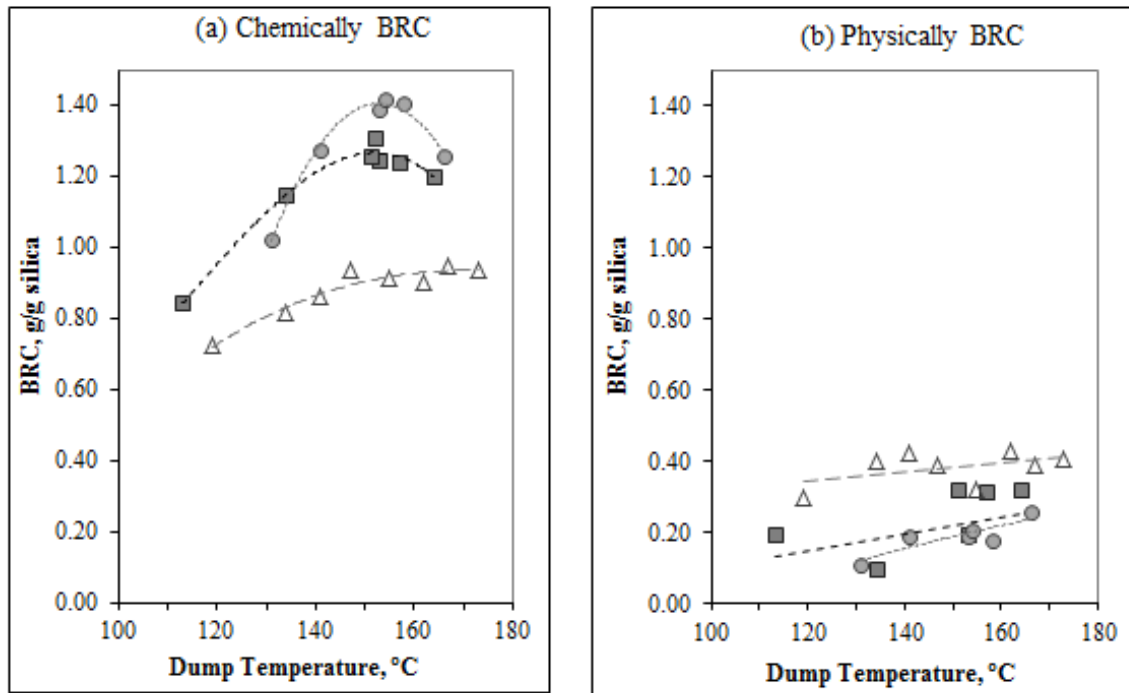 (a) Chemically BRC
BRC, g/g silica
1.40
1.20
1.00
0.80
0.60
0.40
0.20
0.00
100 120 140 160 180
Dump Temperature, °C
(b) Physically BRC
BRC, g/g silica
1.40
1.20
1.00
0.80
0.60
0.40
0.20
0.00
100 120 140 160 180
Dump Temperature, °C